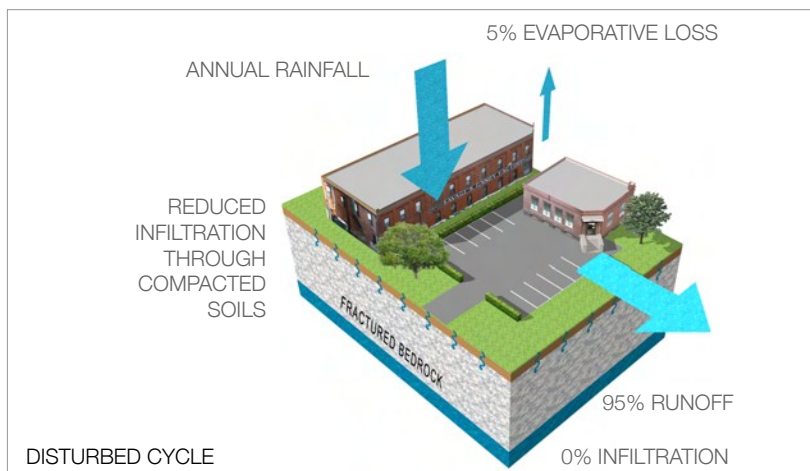 5% EVAPORATIVE LOSS
ANNUAL RAINFALL
REDUCED
INFILTRATION
THROUGH
COMPACTED
SOILS
FRACTURED BEDROCK
95% RUNOFF
DISTURBED CYCLE
0% INFILTRATION